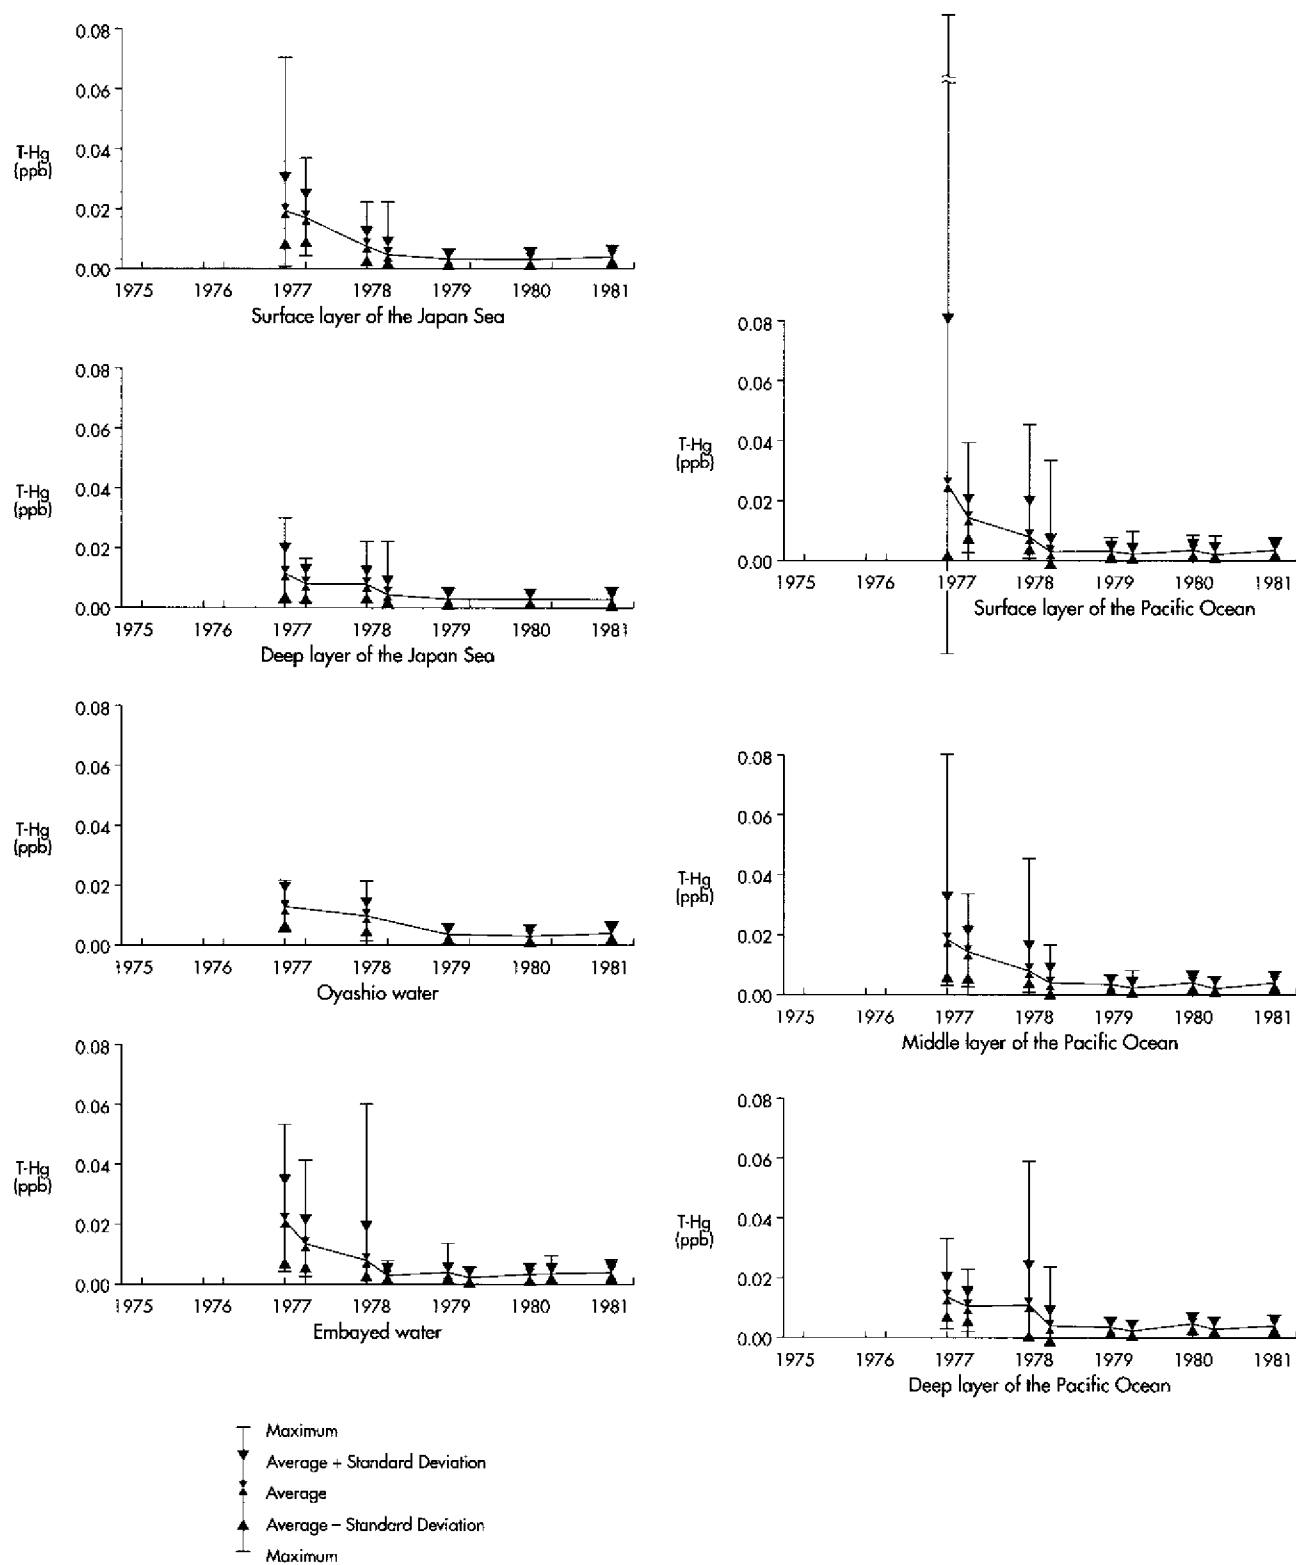 0.08
0.06
0.04
T-Hg
(ppb)
0.02
0.00
1975 1976 1977 1978 1979 1980 1981
Surface layer of the Japan Sea
0.08
0.06
0.04
T-Hg
(ppb)
0.02
0.00
1975 1976 1977 1978 1979 1980 1981
Deep layer of the Japan Sea
0.08
0.06
0.04
T-Hg
(ppb)
0.02
0.00
1975 1976 1977 1978 1979 1980 1981
Oyashio water
0.08
0.06
0.04
T-Hg
(ppb)
0.02
0.00
1975 1976 1977 1978 1979 1980 1981
Embayed water
0.08
0.06
0.04
T-Hg
(ppb)
0.02
0.00
1975 1976 1977 1978 1979 1980 1981
Surface layer of the Pacific Ocean
0.08
0.06
0.04
T-Hg
(ppb)
0.02
0.00
1975 1976 1977 1978 1979 1980 1981
Middle layer of the Pacific Ocean
0.08
0.06
0.04
T-Hg
(ppb)
0.02
0.00
1975 1976 1977 1978 1979 1980 1981
Deep layer of the Pacific Ocean
Maximum
Average + Standard Deviation
Average
Average – Standard Deviation
Maximum